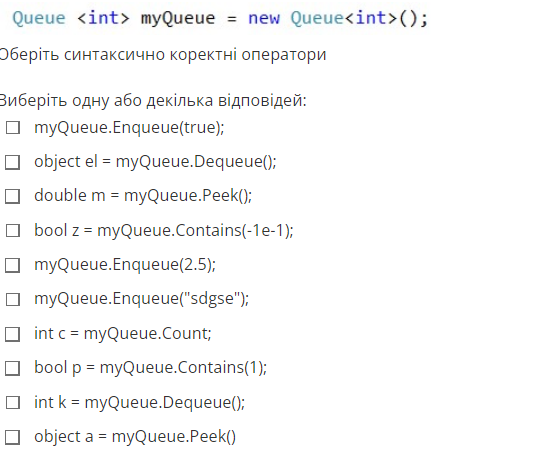 Queue <int> myQueue = new Queue<int>();
Оберіть синтаксично коректні оператори
Виберіть одну або декілька відповідей:
myQueue.Enqueue(true);
object el = myQueue.Dequeue();
double m = myQueue.Peek();
bool z = myQueue.Contains(-1e-1);
myQueue.Enqueue(2.5);
myQueue.Enqueue("sdgse");
int c = myQueue.Count;
bool p = myQueue.Contains(1);
int k = myQueue.Dequeue();
object a = myQueue.Peek()